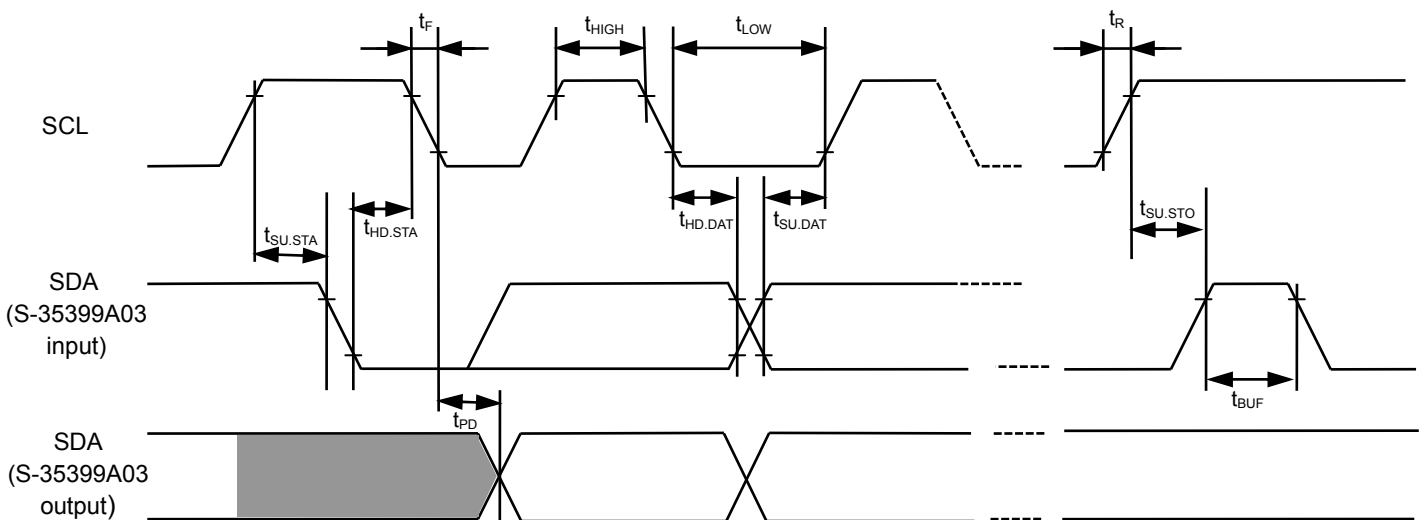 tF
tHIGH
tLOW
tR
SCL
tSU.STA
tHD.STA
tHD.DAT
tSU.DAT
tSU.STO
SDA
(S-35399A03
input)
tBUF
tPD
SDA
(S-35399A03
output)